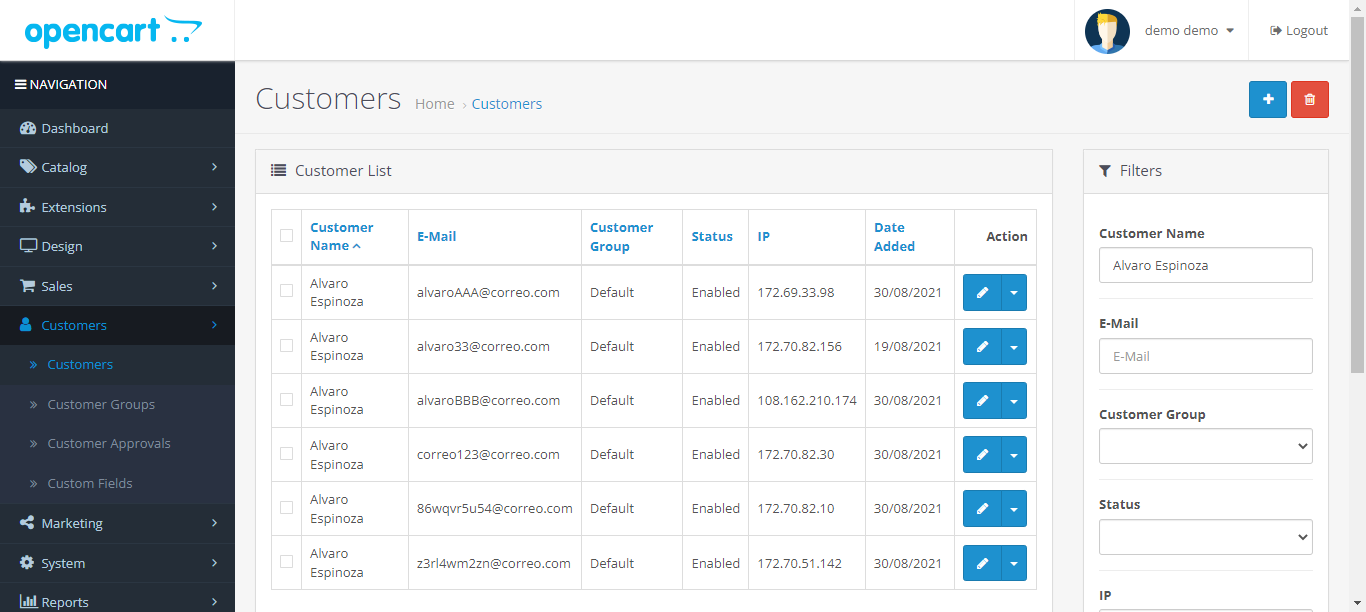 opencart
demo demo
Logout
NAVIGATION
Dashboard
Catalog
Extensions
Design
Sales
Customers
» Customers
» Customer Groups
» Customer Approvals
» Custom Fields
Marketing
System
Reports
Customers
Home › Customers
Customer List
Customer Name E-Mail Customer Group Status IP Date Added Action
Alvaro Espinoza alvaroAAA@correo.com Default Enabled 172.69.33.98 30/08/2021
Alvaro Espinoza alvaro33@correo.com Default Enabled 172.70.82.156 19/08/2021
Alvaro Espinoza alvaroBBB@correo.com Default Enabled 108.162.210.174 30/08/2021
Alvaro Espinoza correo123@correo.com Default Enabled 172.70.82.30 30/08/2021
Alvaro Espinoza 86wqvr5u54@correo.com Default Enabled 172.70.82.10 30/08/2021
Alvaro Espinoza z3rl4wm2zn@correo.com Default Enabled 172.70.51.142 30/08/2021
Filters
Customer Name
Alvaro Espinoza
E-Mail
E-Mail
Customer Group
Status
IP